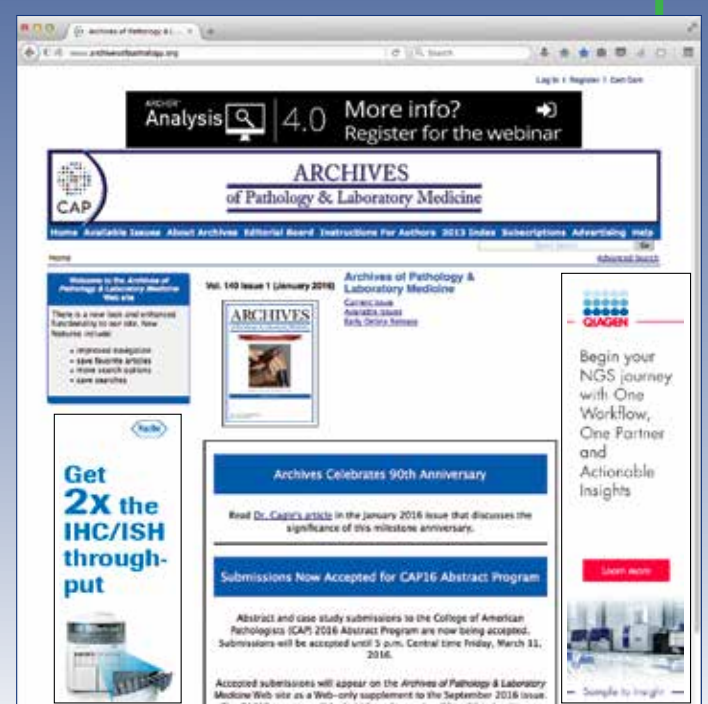 Archives of Pathology & L...
www.archivesofpathology.org
Search
Log In | Register | Cart
ARCHER
Analysis 4.0
More info?
Register for the webinar
CAP
ARCHIVES
of Pathology & Laboratory Medicine
Home Available Issues About Archives Editorial Board Instructions For Authors 2013 Index Subscriptions Advertising Help
Go
Home
Advanced Search
Welcome to the Archives of
Pathology & Laboratory Medicine
Web site
There is a new look and enhanced
functionality to our site. New
features include:
• improved navigation
• save favorite articles
• more search options
• save searches
Vol. 140 Issue 1 (January 2016)
ARCHIVES
Archives of Pathology &
Laboratory Medicine
Current Issue
Available Issues
Early Online Release
QIAGEN
Begin your
NGS journey
with One
Workflow,
One Partner
and
Actionable
Insights
Learn more
Sample to Insight
Roche
Get
2x the
IHC/ISH
through-
put
Archives Celebrates 90th Anniversary
Read Dr. Cagle's article in the January 2016 issue that discusses the
significance of this milestone anniversary.
Submissions Now Accepted for CAP16 Abstract Program
Abstract and case study submissions to the College of American
Pathologists (CAP) 2016 Abstract Program are now being accepted.
Submissions will be accepted until 5 p.m. Central time Friday, March 11,
2016.
Accepted submissions will appear on the Archives of Pathology & Laboratory
Medicine Web site as a Web-only supplement to the September 2016 issue.